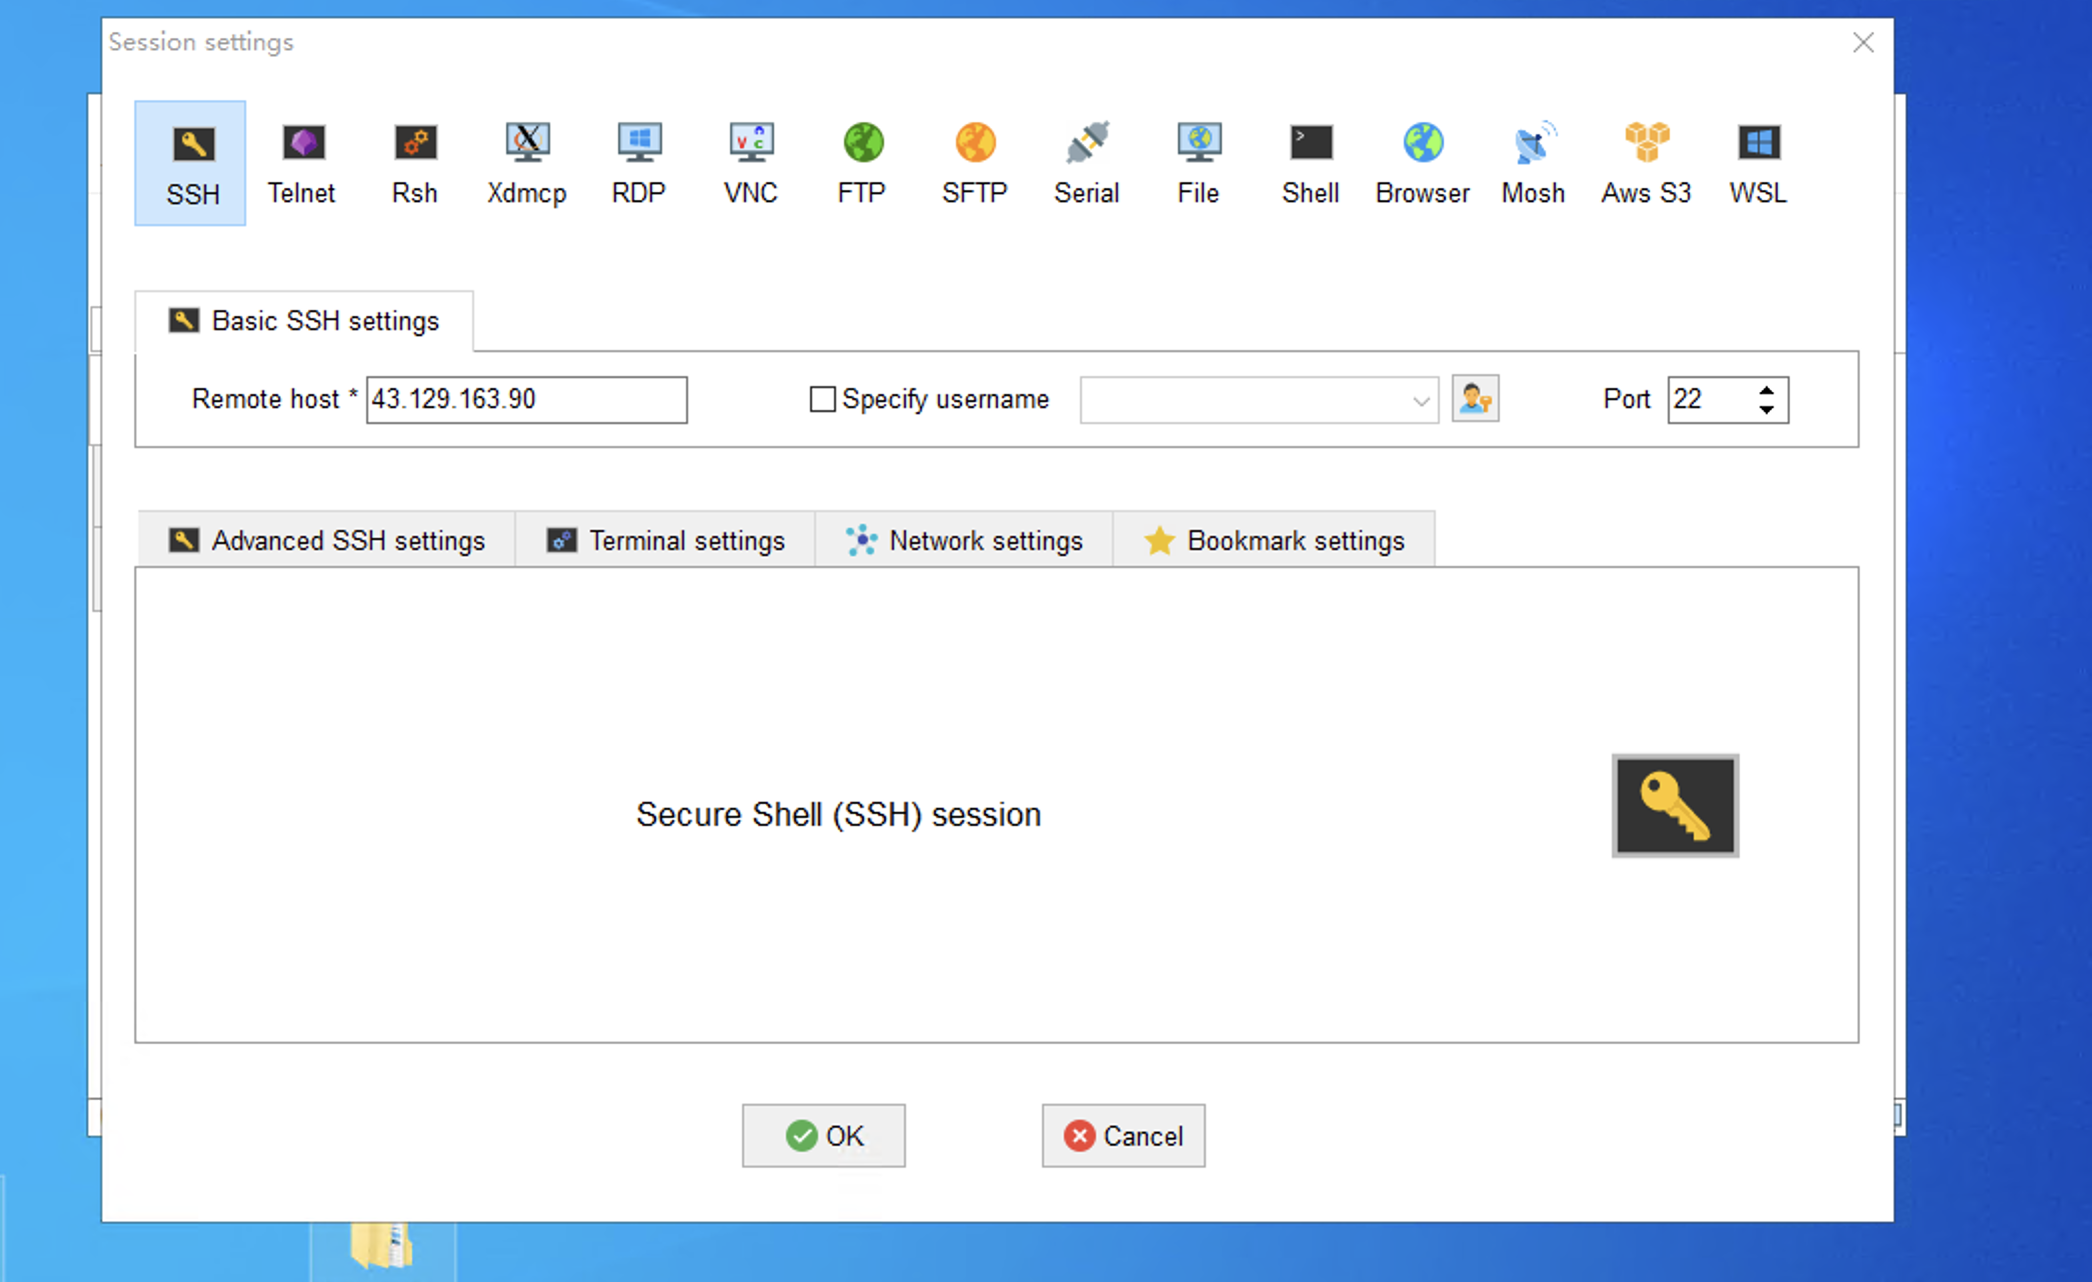 Session settings
SSH Telnet Rsh Xdmcp RDP VNC FTP SFTP Serial File Shell Browser Mosh Aws S3 WSL
Basic SSH settings
Remote host * 43.129.163.90 Specify username Port 22
Advanced SSH settings Terminal settings Network settings Bookmark settings
Secure Shell (SSH) session
OK Cancel